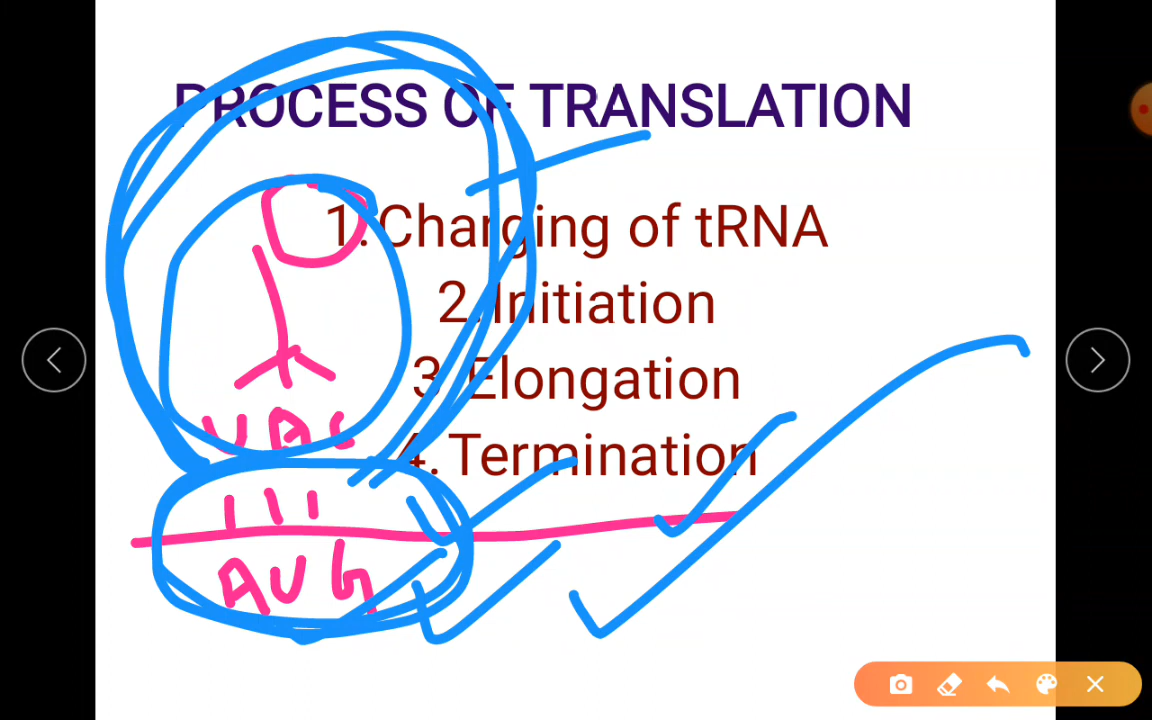 PROCESS OF TRANSLATION
1. Charging of tRNA
2. Initiation
3. Elongation
4. Termination
UAC
AUG